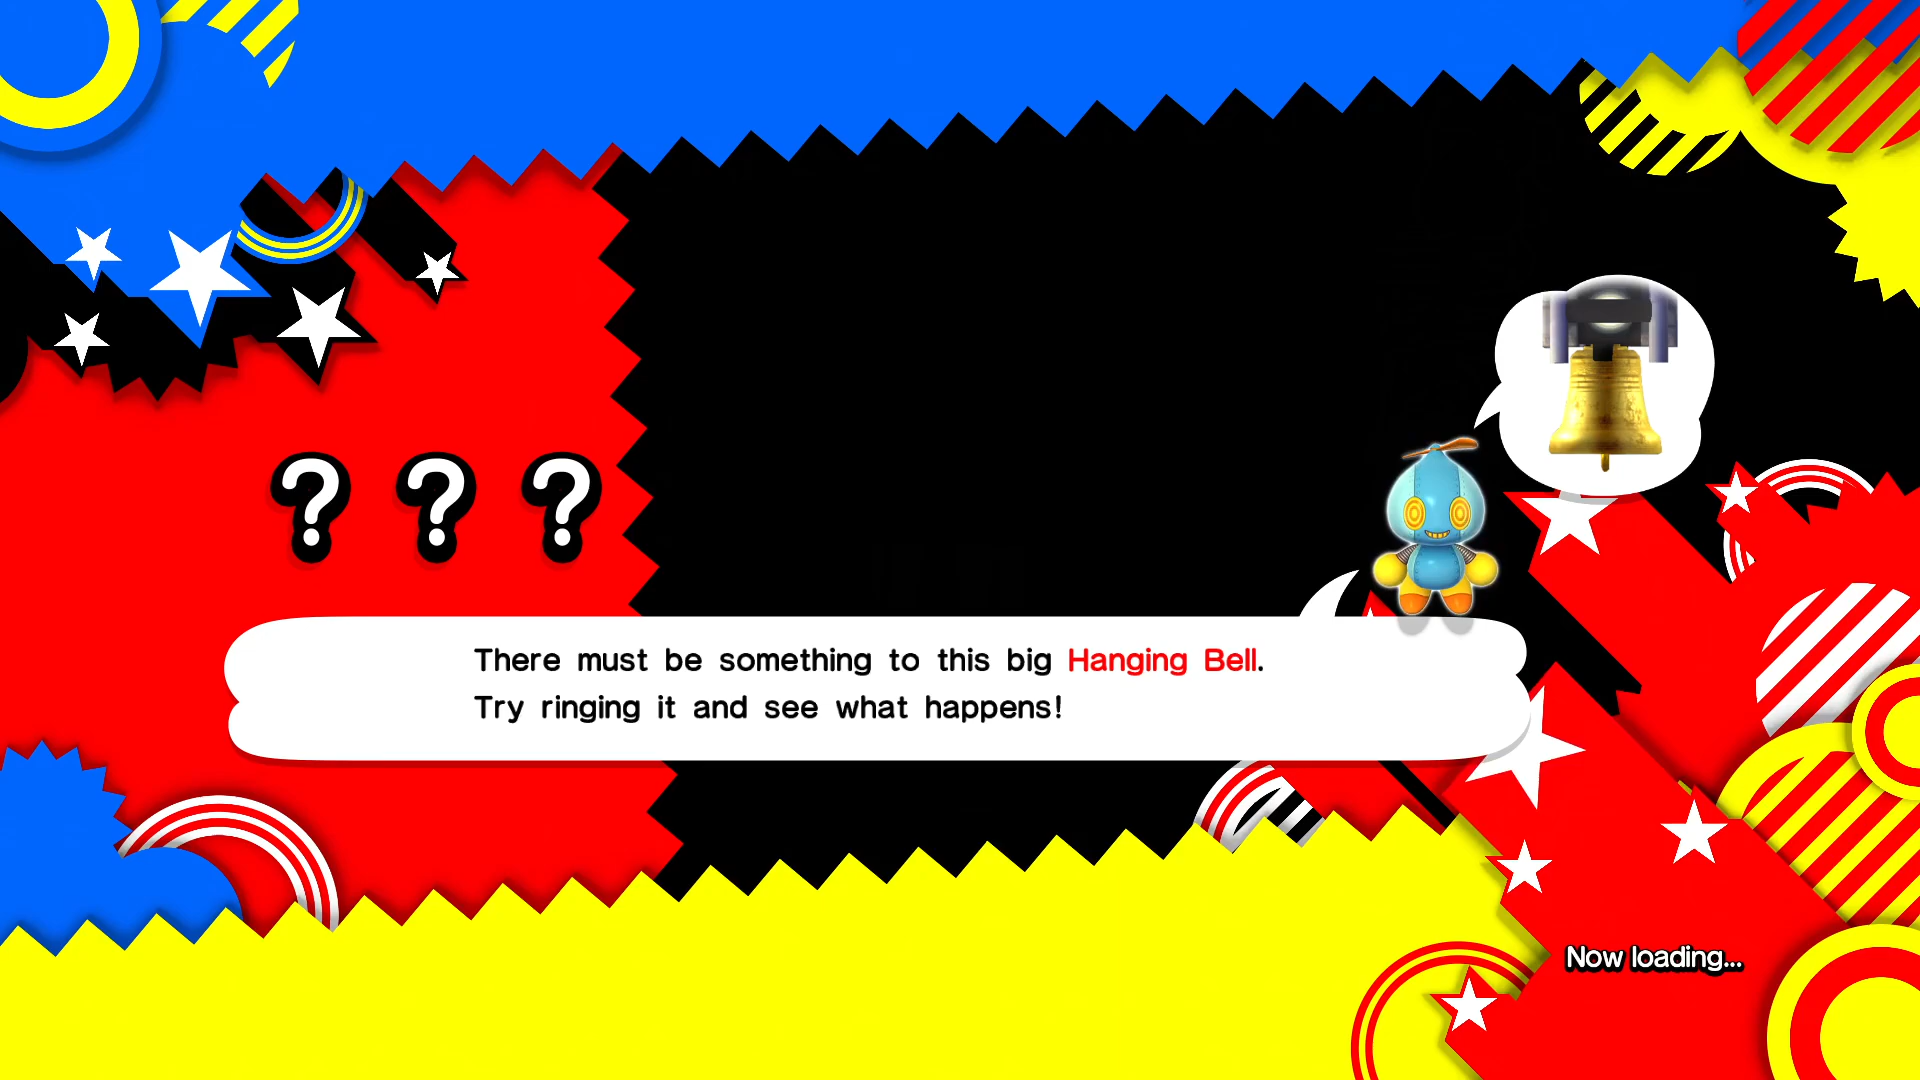 ? ? ?
There must be something to this big Hanging Bell.
Try ringing it and see what happens!
Now loading...